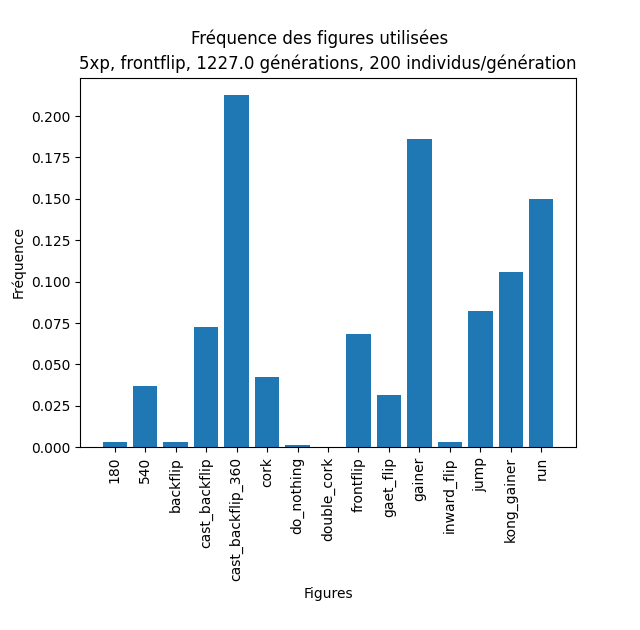 Fréquence des figures utilisées
5xp, frontflip, 1227.0 générations, 200 individus/génération
Fréquence
0.200
0.175
0.150
0.125
0.100
0.075
0.050
0.025
0.000
180
540
backflip
cast_backflip
cast_backflip_360
cork
do_nothing
double_cork
frontflip
gaet_flip
gainer
inward_flip
jump
kong_gainer
run
Figures